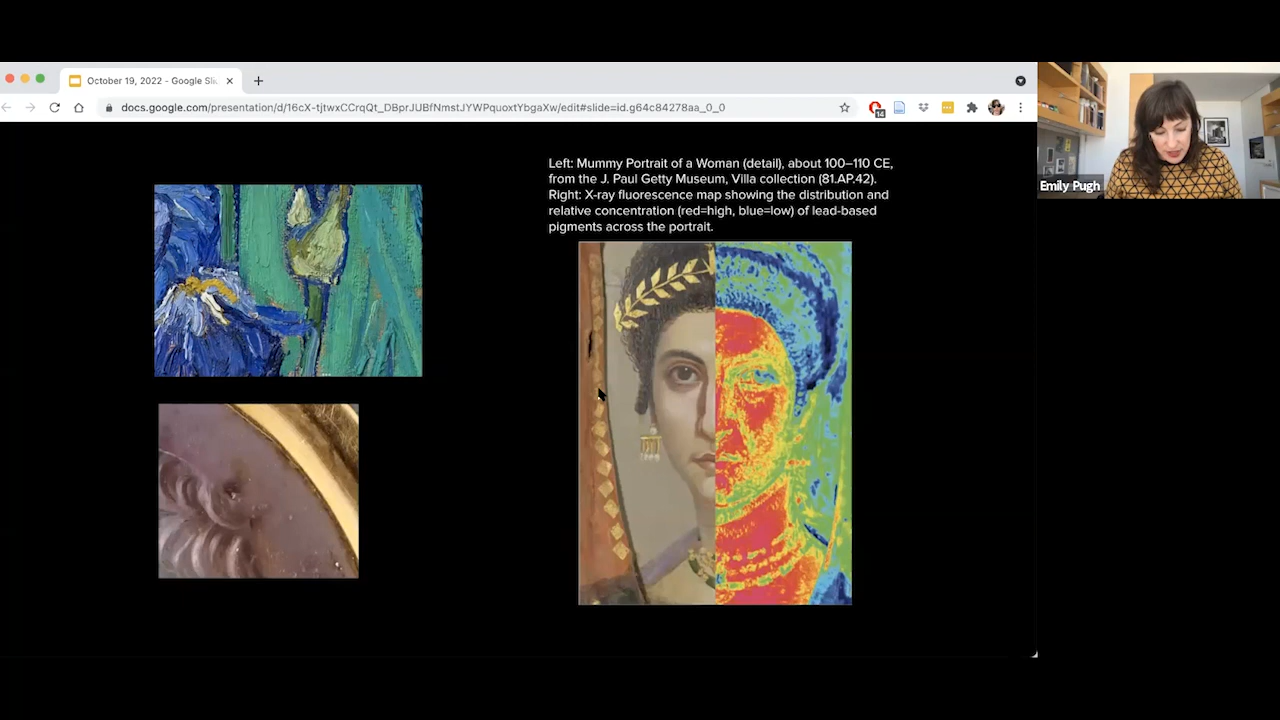 October 19, 2022 - Google Sli
docs.google.com/presentation/d/16cX-tjtwxCCrqQt_DBprJUBfNmstJYWPquoxtYbgaXw/edit#slide=id.g64c84278aa_0_0
14
Left: Mummy Portrait of a Woman (detail), about 100–110 CE,
from the J. Paul Getty Museum, Villa collection (81.AP.42).
Right: X-ray fluorescence map showing the distribution and
relative concentration (red=high, blue=low) of lead-based
pigments across the portrait.
Emily Pugh